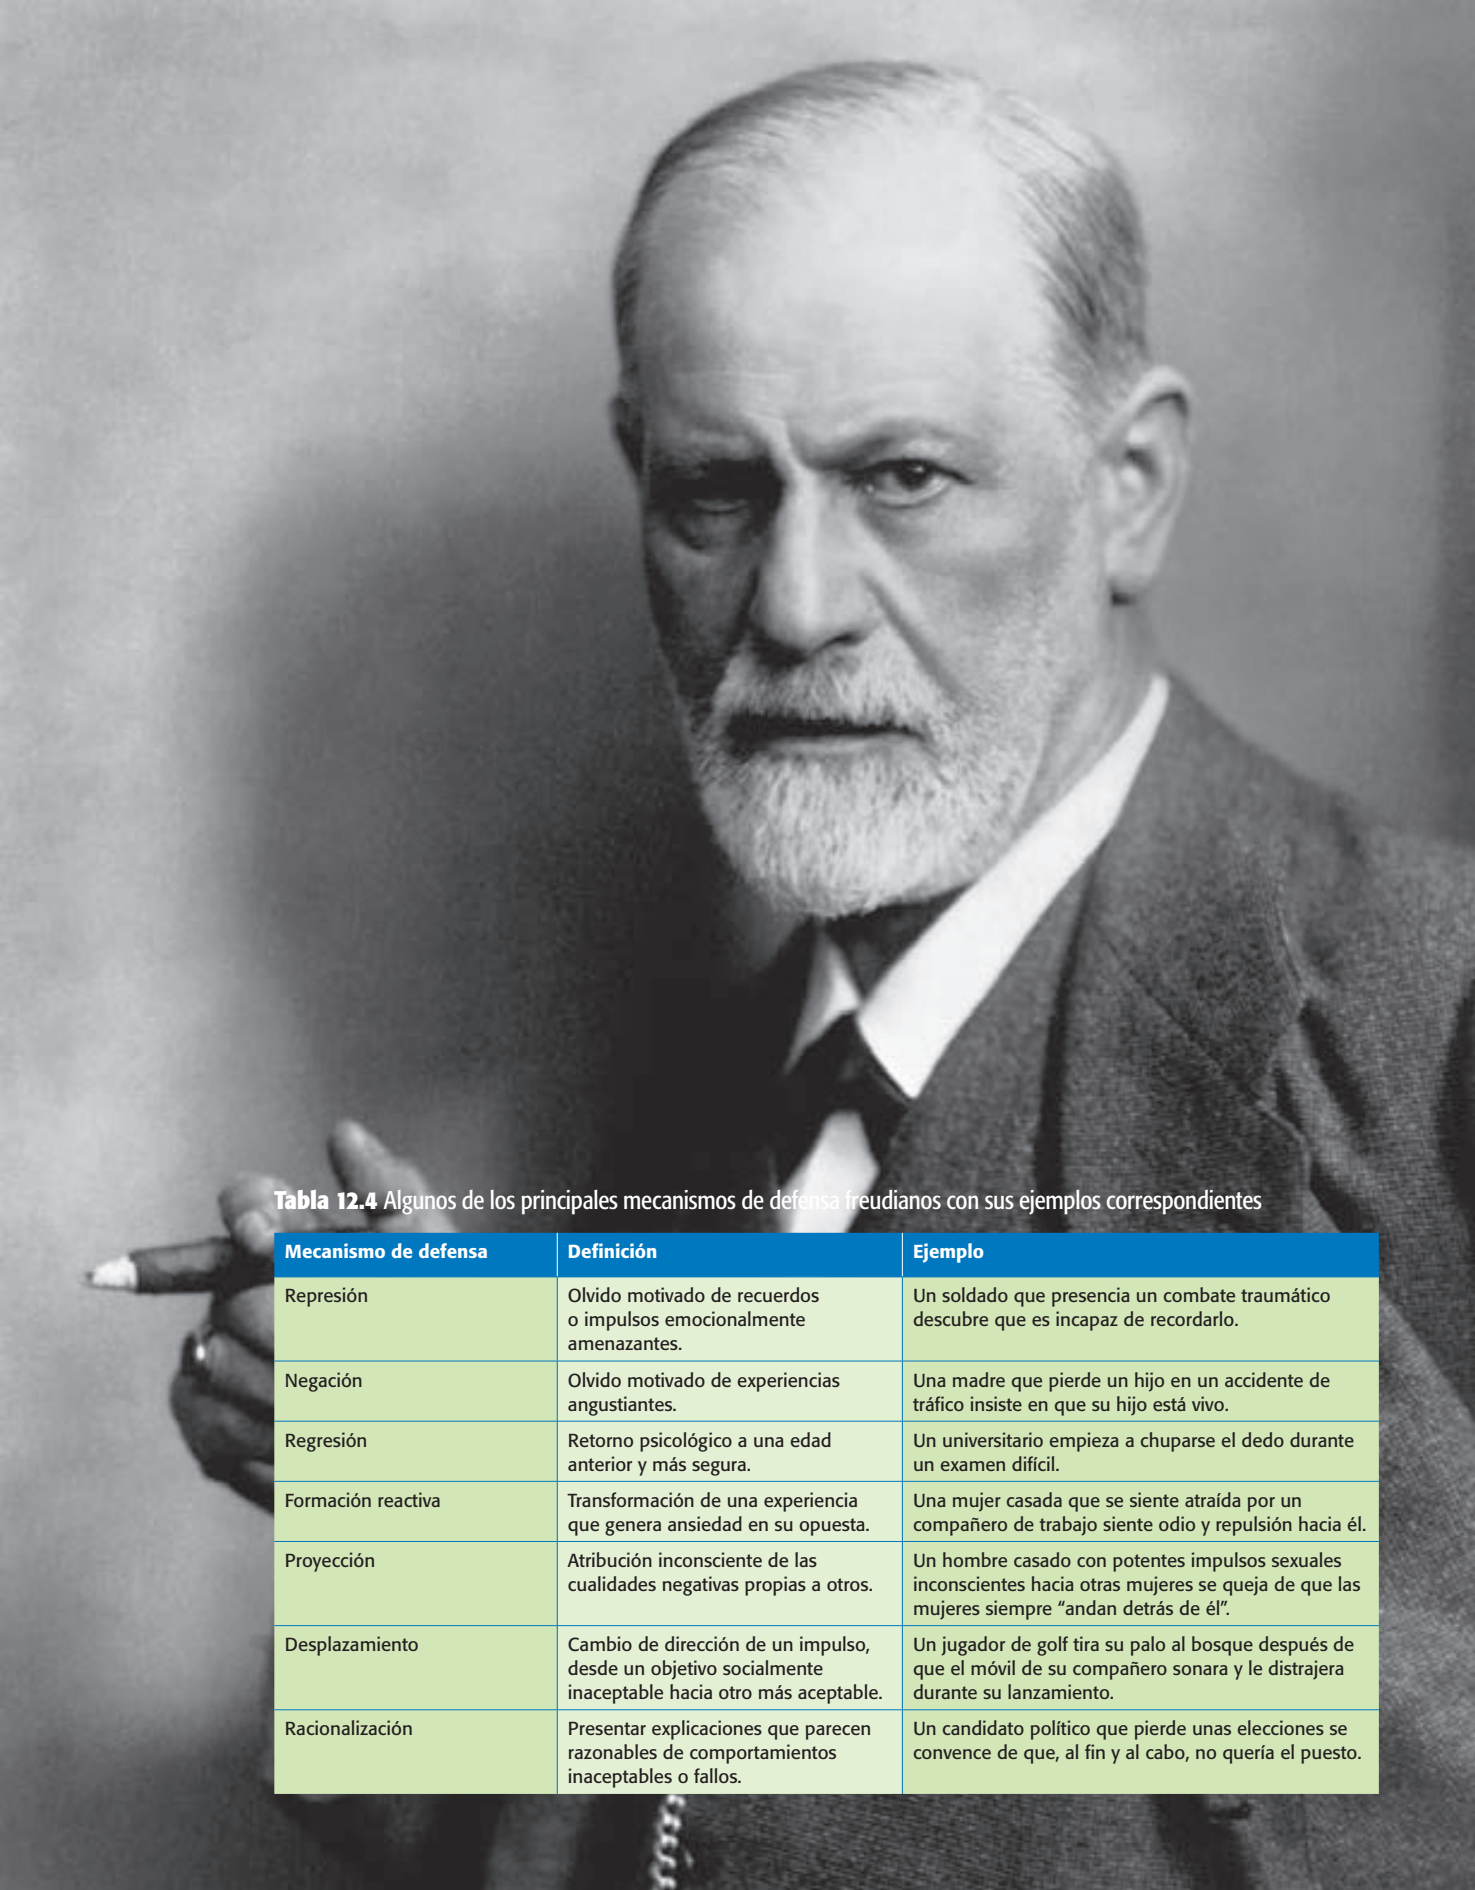 Tabla 12.4 Algunos de los principales mecanismos de defensa freudianos con sus ejemplos correspondientes
Mecanismo de defensa Definición Ejemplo
Represión Olvido motivado de recuerdos Un soldado que presencia un combate traumático
o impulsos emocionalmente descubre que es incapaz de recordarlo.
amenazantes.
Negación Olvido motivado de experiencias Una madre que pierde un hijo en un accidente de
angustiantes. tráfico insiste en que su hijo está vivo.
Regresión Retorno psicológico a una edad Un universitario empieza a chuparse el dedo durante
anterior y más segura. un examen difícil.
Formación reactiva Transformación de una experiencia Una mujer casada que se siente atraída por un
que genera ansiedad en su opuesta. compañero de trabajo siente odio y repulsión hacia él.
Proyección Atribución inconsciente de las Un hombre casado con potentes impulsos sexuales
cualidades negativas propias a otros. inconscientes hacia otras mujeres se queja de que las
mujeres siempre “andan detrás de él”.
Desplazamiento Cambio de dirección de un impulso, Un jugador de golf tira su palo al bosque después de
desde un objetivo socialmente que el móvil de su compañero sonara y le distrajera
inaceptable hacia otro más aceptable. durante su lanzamiento.
Racionalización Presentar explicaciones que parecen Un candidato político que pierde unas elecciones se
razonables de comportamientos convence de que, al fin y al cabo, no quería el puesto.
inaceptables o fallos.